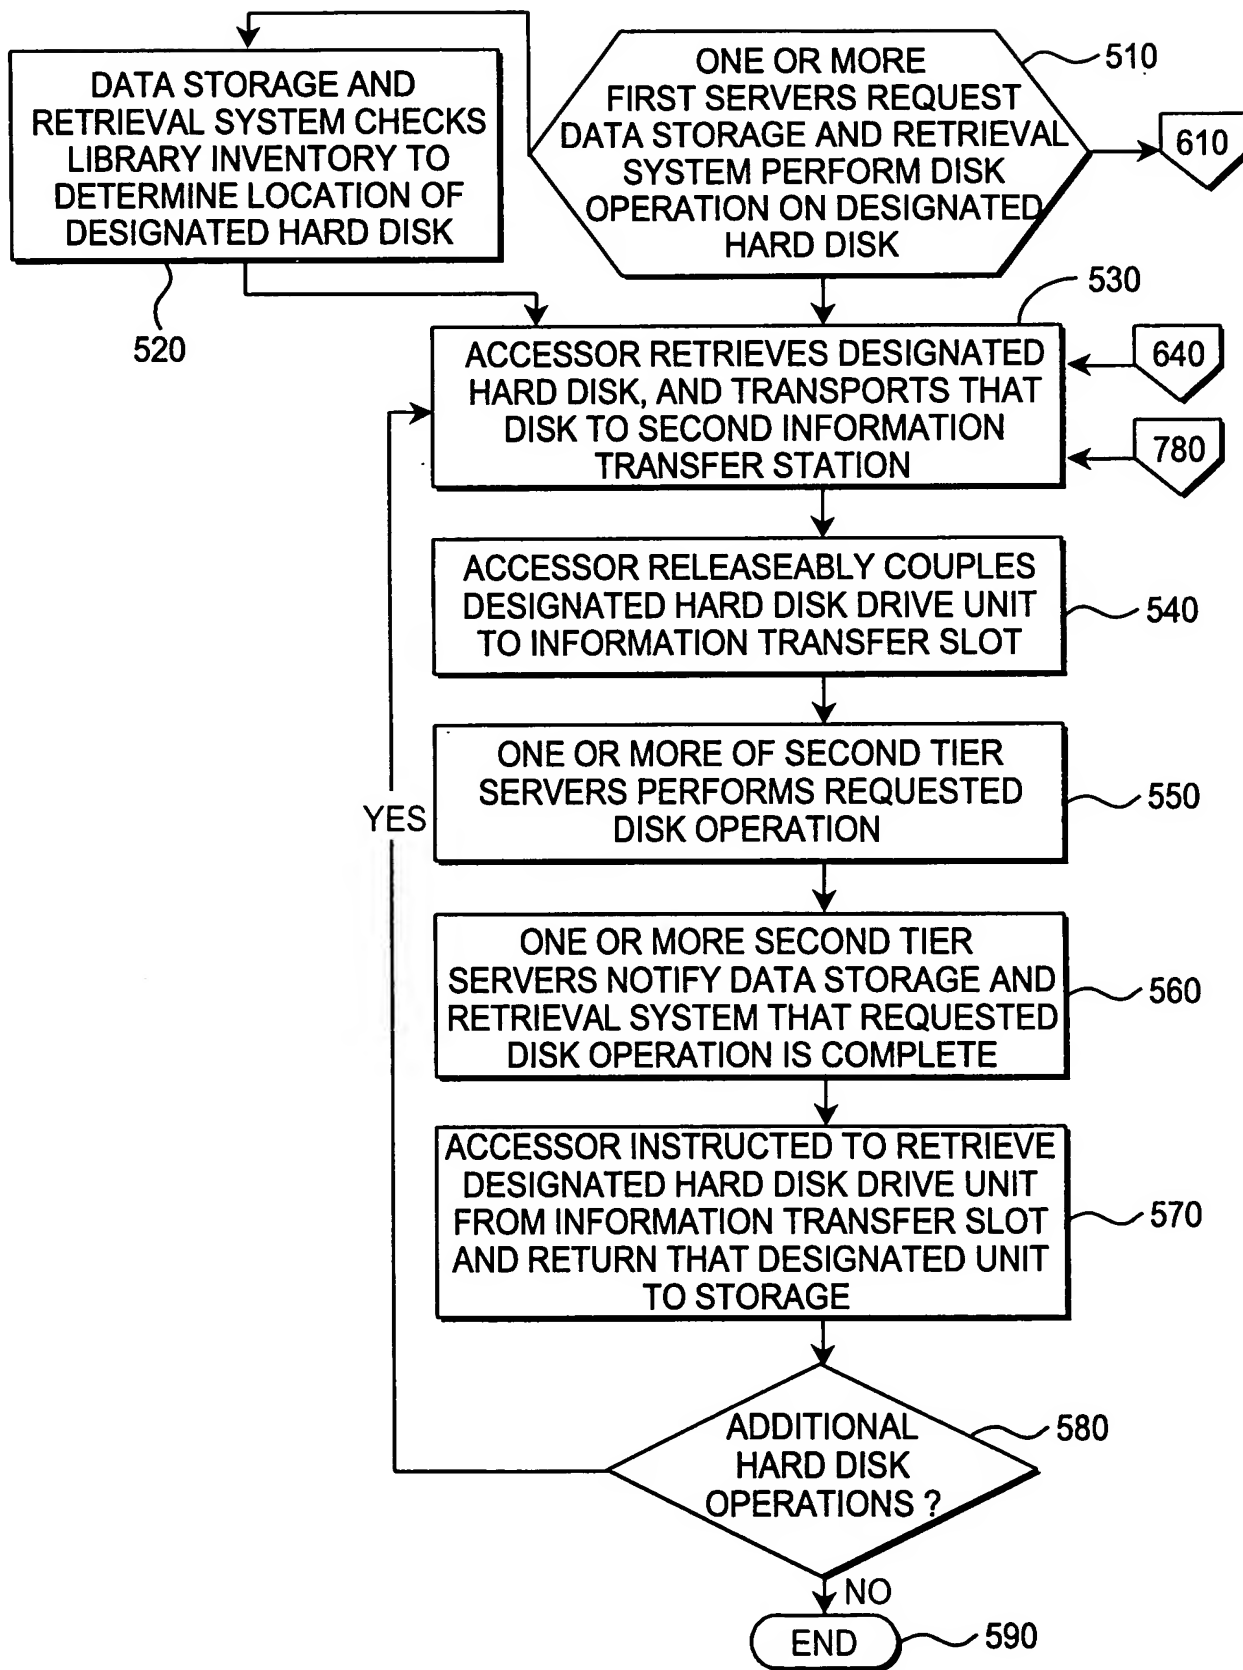 DATA STORAGE AND
RETRIEVAL SYSTEM CHECKS
LIBRARY INVENTORY TO
DETERMINE LOCATION OF
DESIGNATED HARD DISK
520
ONE OR MORE
FIRST SERVERS REQUEST
DATA STORAGE AND RETRIEVAL
SYSTEM PERFORM DISK
OPERATION ON DESIGNATED
HARD DISK
510
610
530
ACCESSOR RETRIEVES DESIGNATED
HARD DISK, AND TRANSPORTS THAT
DISK TO SECOND INFORMATION
TRANSFER STATION
640
780
ACCESSOR RELEASEABLY COUPLES
DESIGNATED HARD DISK DRIVE UNIT
TO INFORMATION TRANSFER SLOT
540
ONE OR MORE OF SECOND TIER
SERVERS PERFORMS REQUESTED
DISK OPERATION
550
YES
ONE OR MORE SECOND TIER
SERVERS NOTIFY DATA STORAGE AND
RETRIEVAL SYSTEM THAT REQUESTED
DISK OPERATION IS COMPLETE
560
ACCESSOR INSTRUCTED TO RETRIEVE
DESIGNATED HARD DISK DRIVE UNIT
FROM INFORMATION TRANSFER SLOT
AND RETURN THAT DESIGNATED UNIT
TO STORAGE
570
ADDITIONAL
HARD DISK
OPERATIONS ?
580
NO
END
590